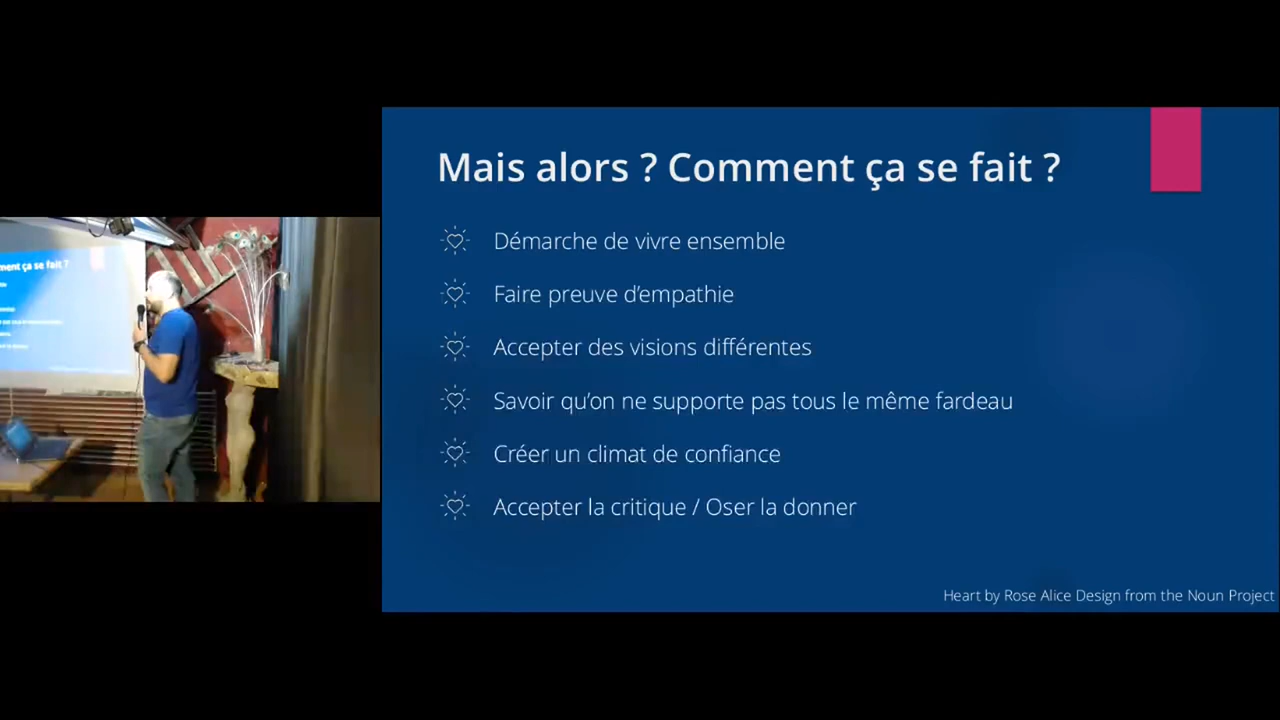 Mais alors ? Comment ça se fait ?
Démarche de vivre ensemble
Faire preuve d’empathie
Accepter des visions différentes
Savoir qu’on ne supporte pas tous le même fardeau
Créer un climat de confiance
Accepter la critique / Oser la donner
Heart by Rose Alice Design from the Noun Project
ça se fait ?